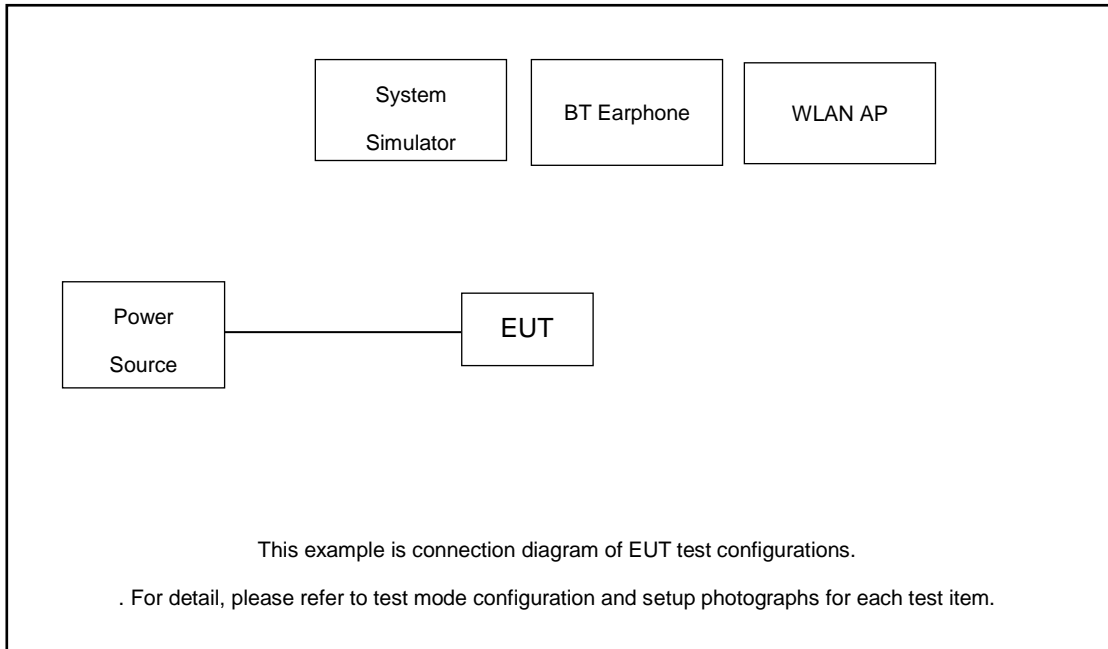 System
Simulator
BT Earphone
WLAN AP
Power
Source
EUT
This example is connection diagram of EUT test configurations.
. For detail, please refer to test mode configuration and setup photographs for each test item.